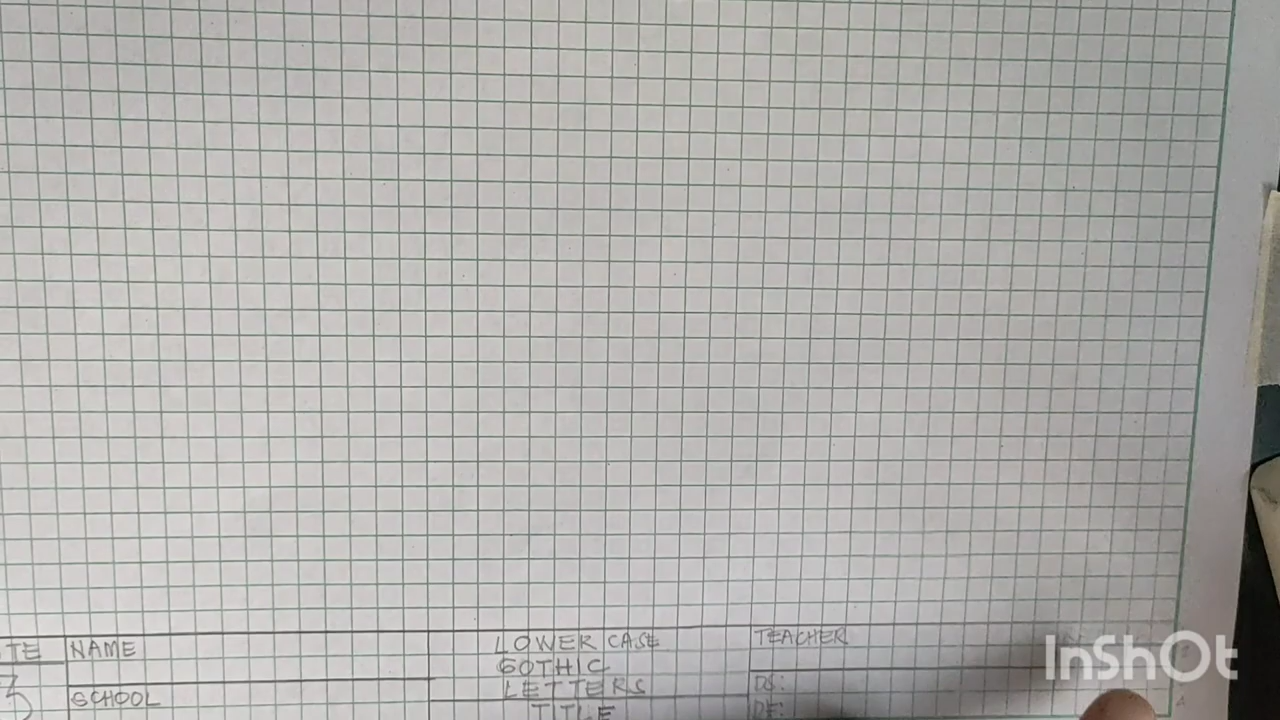 TE
NAME
LOWER CASE
GOTHIC
LETTERS
TITLE
TEACHER
SCHOOL
DS:
DF:
InShOt